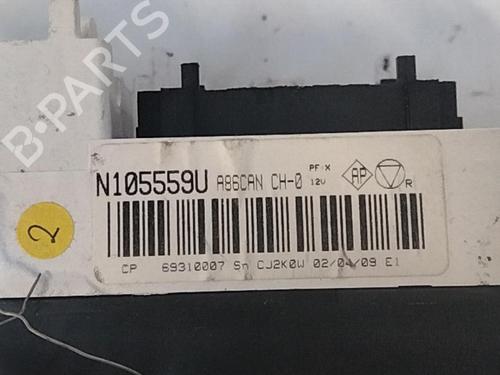 B-PARTS
N105559U A86CAN CH-0 PF:X 12V AP R
2
CP 69310007 Sn CJ2K0W 02/04/09 E1